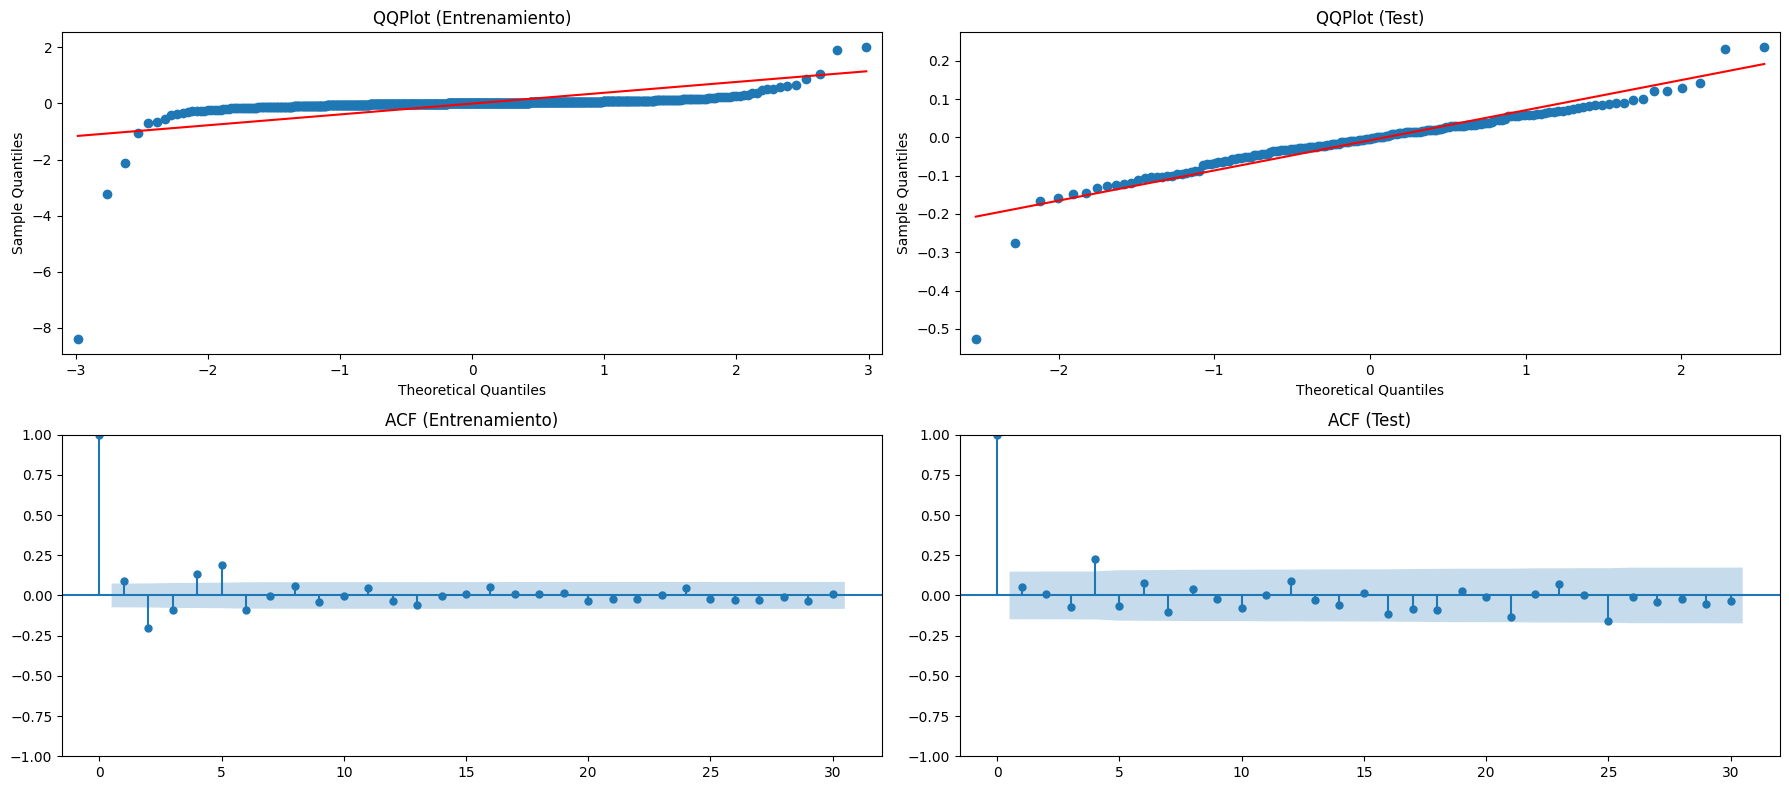 QQPlot (Entrenamiento)
2
0
−2
−4
−6
−8
Sample Quantiles
−3 −2 −1 0 1 2 3
Theoretical Quantiles
QQPlot (Test)
0.2
0.1
0.0
−0.1
−0.2
−0.3
−0.4
−0.5
Sample Quantiles
−2 −1 0 1 2
Theoretical Quantiles
ACF (Entrenamiento)
1.00
0.75
0.50
0.25
0.00
−0.25
−0.50
−0.75
−1.00
0 5 10 15 20 25 30
ACF (Test)
1.00
0.75
0.50
0.25
0.00
−0.25
−0.50
−0.75
−1.00
0 5 10 15 20 25 30